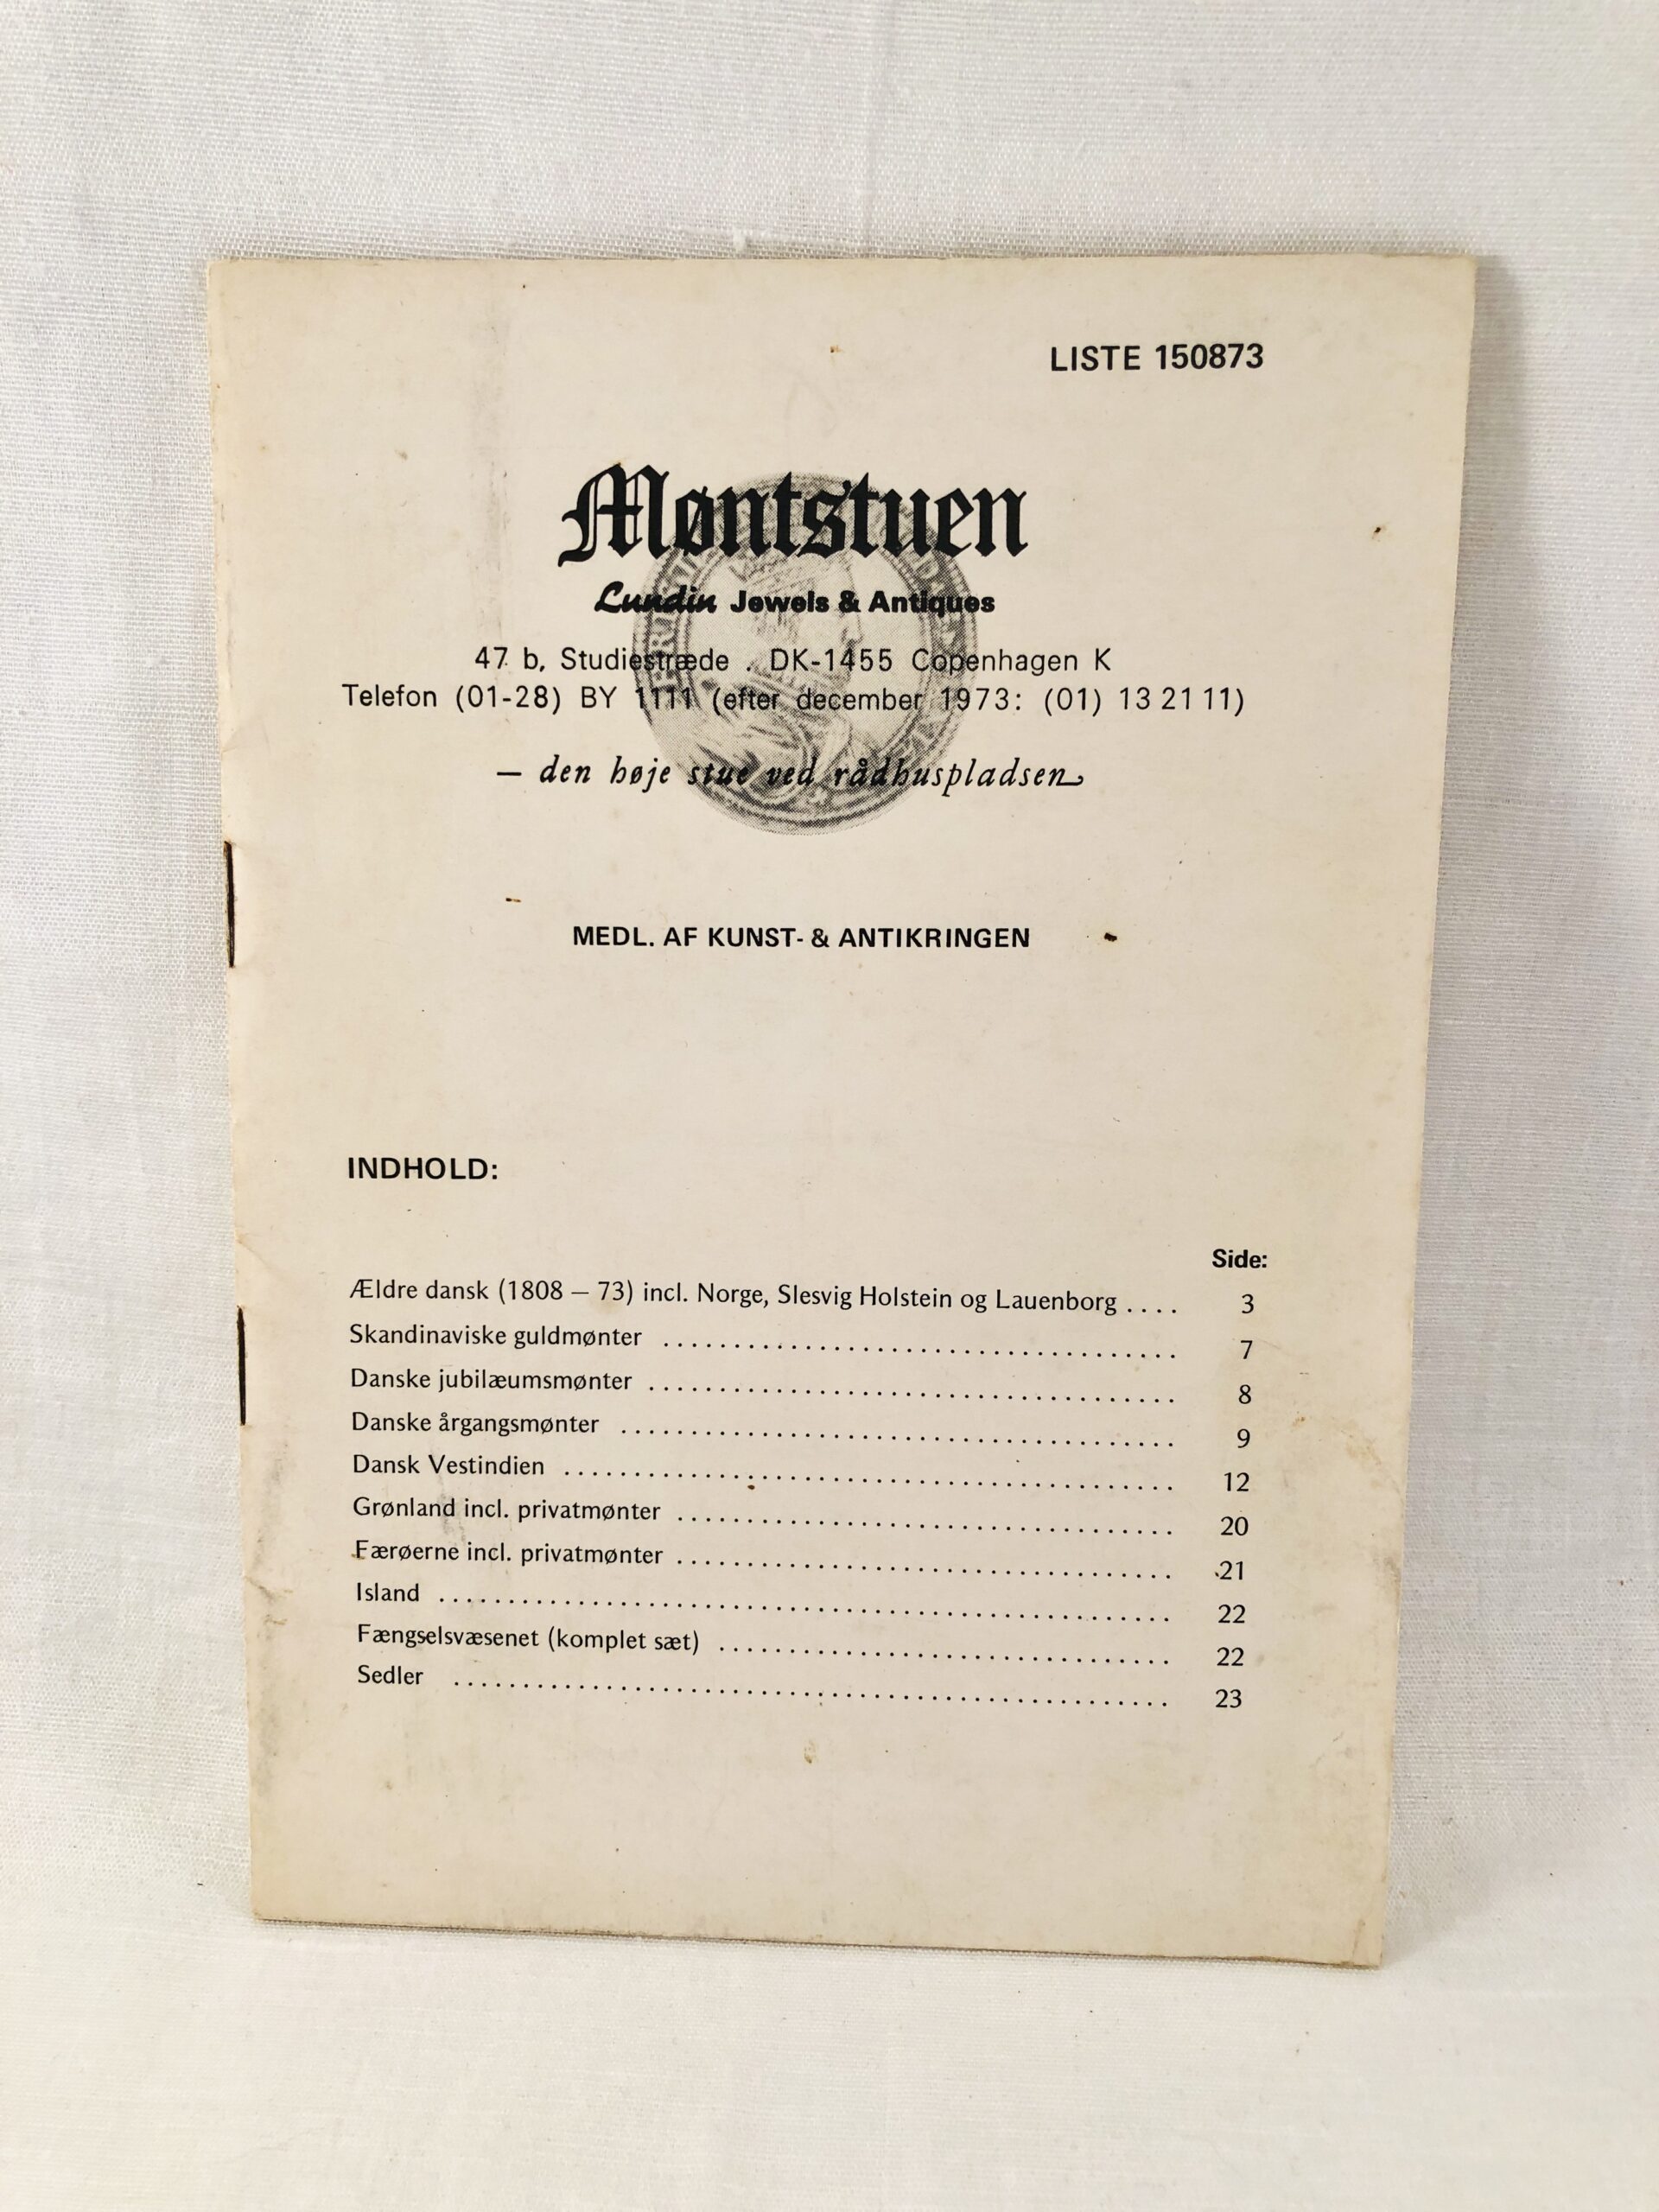 LISTE 150873
Møntstuen
Lundin Jewels & Antiques
47 b, Studiestræde . DK-1455 Copenhagen K
Telefon (01-28) BY 1111 (efter december 1973: (01) 13 21 11)
— den høje stue ved rådhuspladsen
MEDL. AF KUNST- & ANTIKRINGEN
INDHOLD:
Side:
Ældre dansk (1808 — 73) incl. Norge, Slesvig Holstein og Lauenborg .... 3
Skandinaviske guldmønter .................................... 7
Danske jubilæumsmønter ..................................... 8
Danske årgangsmønter ....................................... 9
Dansk Vestindien ........................................... 12
Grønland incl. privatmønter ................................... 20
Færøerne incl. privatmønter ................................... 21
Island .................................................... 22
Fængselsvæsenet (komplet sæt) ................................ 22
Sedler ................................................... 23